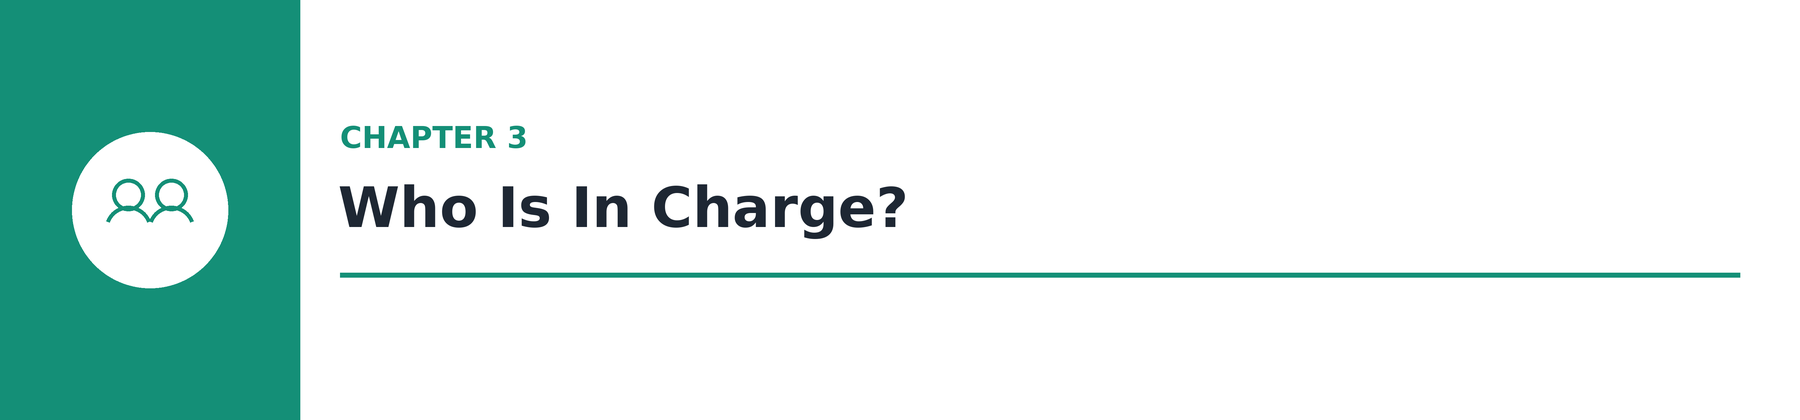 CHAPTER 3
Who Is In Charge?